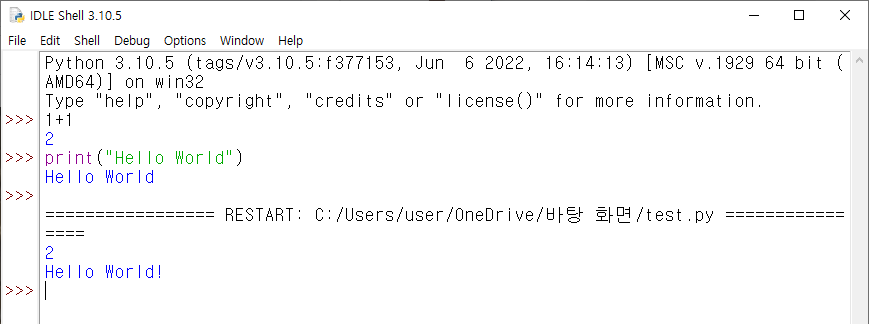 IDLE Shell 3.10.5
File Edit Shell Debug Options Window Help
Python 3.10.5 (tags/v3.10.5:f377153, Jun  6 2022, 16:14:13) [MSC v.1929 64 bit (
AMD64)] on win32
Type "help", "copyright", "credits" or "license()" for more information.
>>> 1+1
2
>>> print("Hello World")
Hello World
>>>
================= RESTART: C:/Users/user/OneDrive/바탕 화면/test.py ============
====
2
Hello World!
>>>